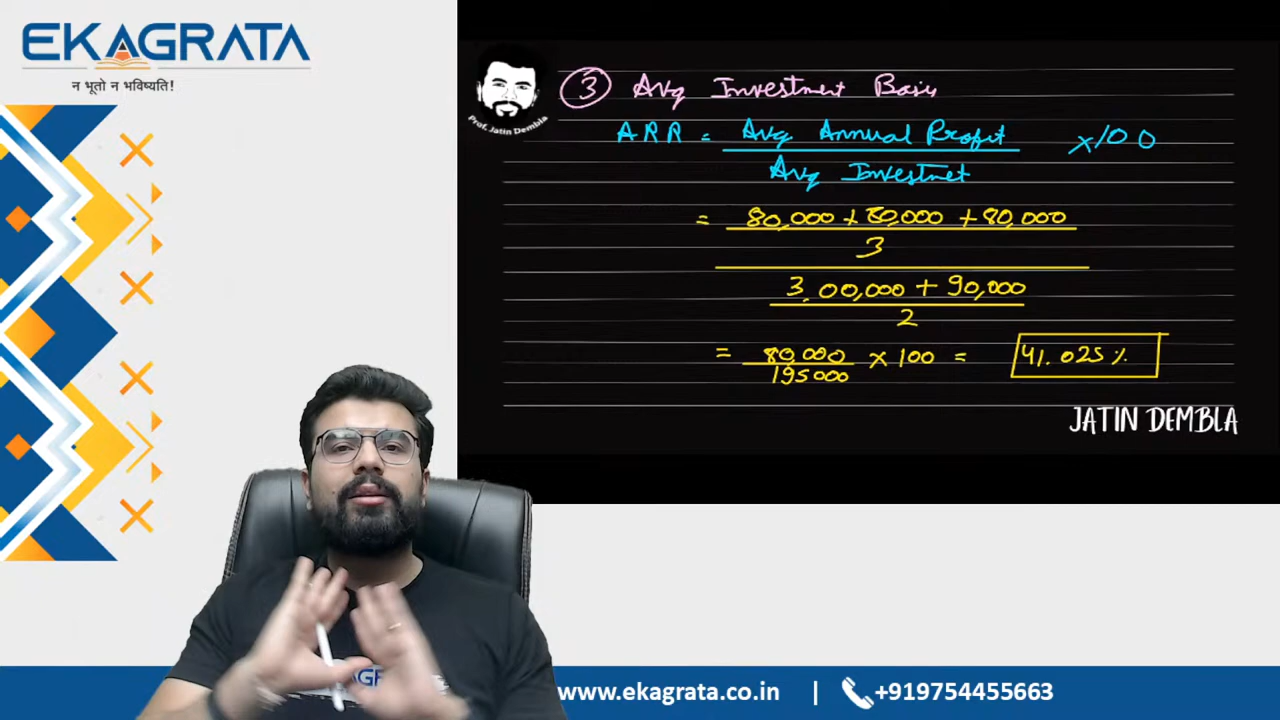 EKAGRATA
न भूतो न भविष्यति!
Prof. Jatin Dembla
3 Avg Investment Basis
ARR = Avg Annual Profit x100
Avg Investmet
= 80,000 + 80,000 + 80,000
3
3,00,000 + 90,000
2
= 80,000 x 100 = 41.025%
195000
JATIN DEMBLA
www.ekagrata.co.in | +919754455663